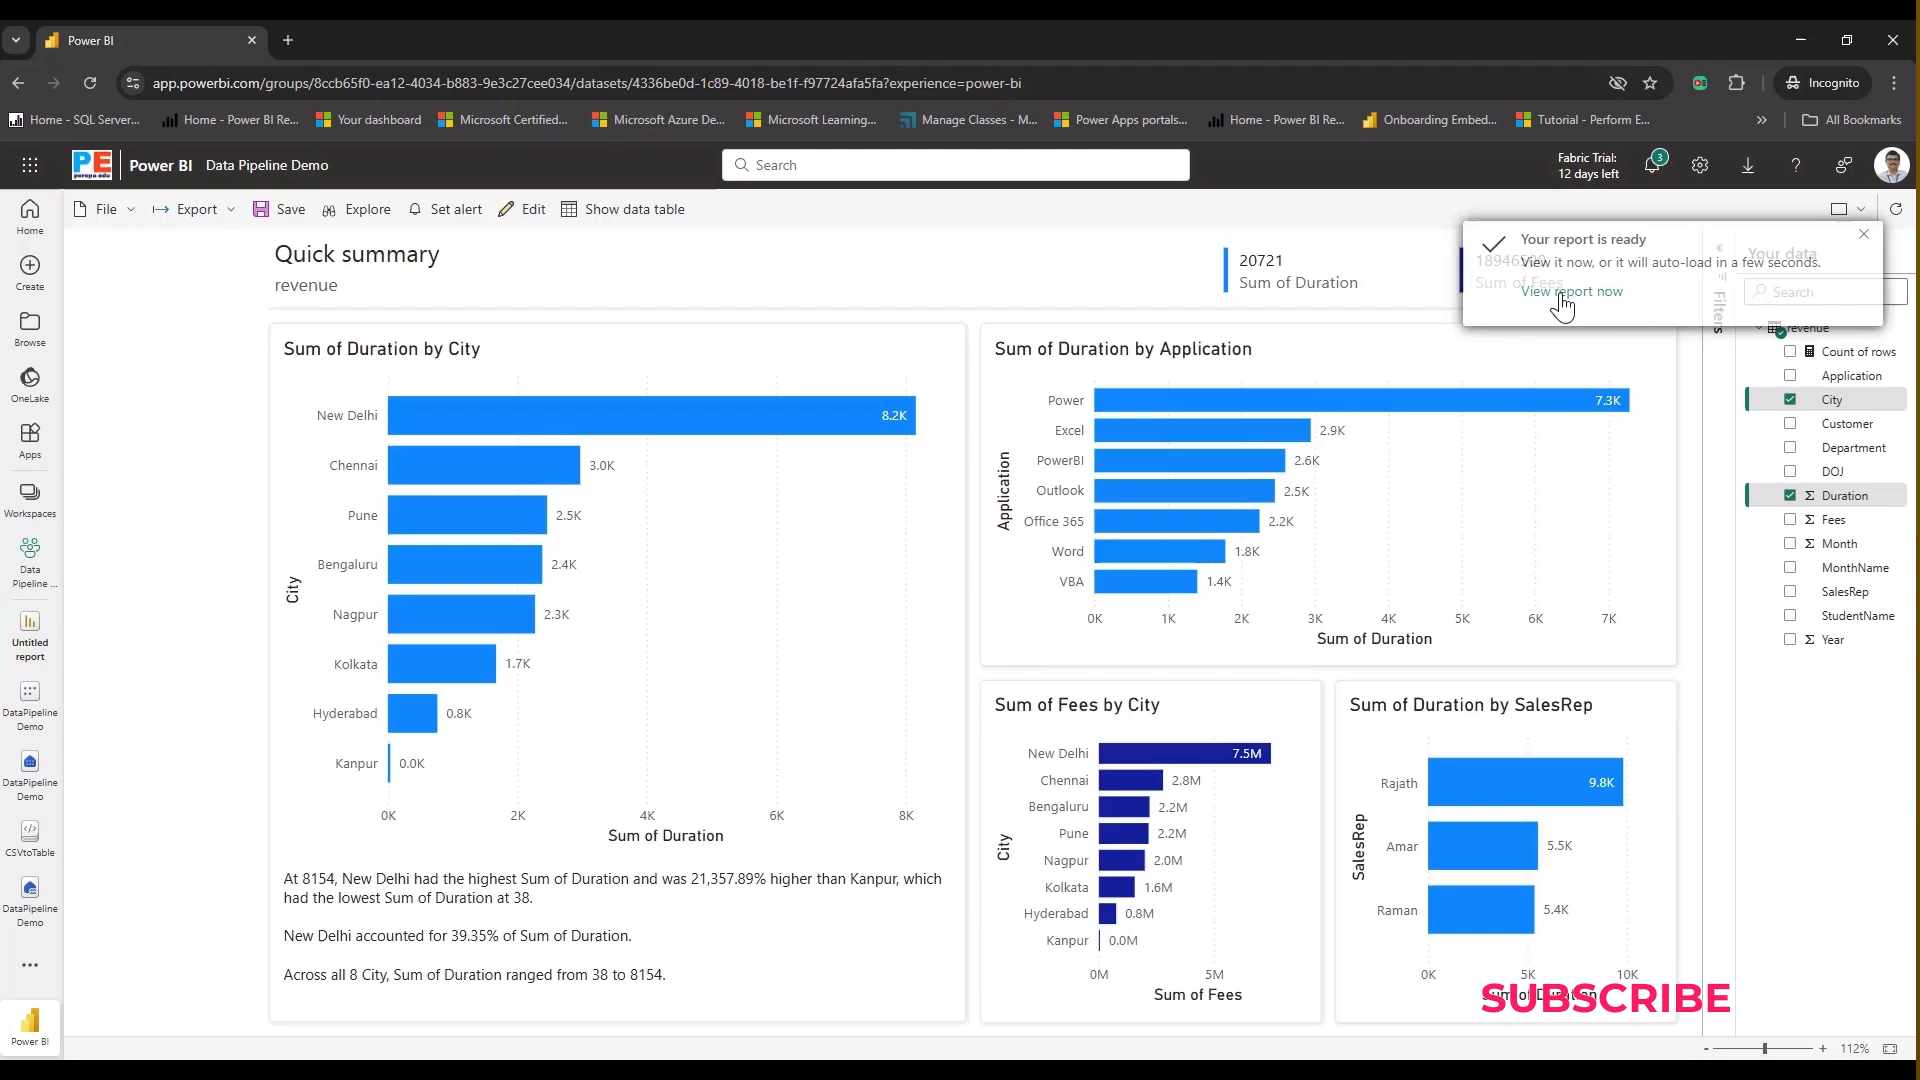 Power BI
app.powerbi.com/groups/8ccb65f0-ea12-4034-b883-9e3c27cee034/datasets/4336be0d-1c89-4018-be1f-f97724afa5fa?experience=power-bi
Incognito
Home - SQL Server...
Home - Power BI Re...
Your dashboard
Microsoft Certified...
Microsoft Azure De...
Microsoft Learning...
Manage Classes - M...
Power Apps portals...
Home - Power BI Re...
Onboarding Embed...
Tutorial - Perform E...
All Bookmarks
PE
Power BI
Data Pipeline Demo
Search
Fabric Trial:
12 days left
3
File
Export
Save
Explore
Set alert
Edit
Show data table
Home
Create
Browse
OneLake
Apps
Workspaces
Data
Pipeline ...
Untitled
report
DataPipeline
Demo
DataPipeline
Demo
CSVtoTable
DataPipeline
Demo
Power BI
Quick summary
revenue
20721
Sum of Duration
Sum of Fees
Your report is ready
View it now, or it will auto-load in a few seconds.
View report now
Sum of Duration by City
City
New Delhi 8.2K
Chennai 3.0K
Pune 2.5K
Bengaluru 2.4K
Nagpur 2.3K
Kolkata 1.7K
Hyderabad 0.8K
Kanpur 0.0K
0K 2K 4K 6K 8K
Sum of Duration
At 8154, New Delhi had the highest Sum of Duration and was 21,357.89% higher than Kanpur, which
had the lowest Sum of Duration at 38.
New Delhi accounted for 39.35% of Sum of Duration.
Across all 8 City, Sum of Duration ranged from 38 to 8154.
Sum of Duration by Application
Application
Power 7.3K
Excel 2.9K
PowerBI 2.6K
Outlook 2.5K
Office 365 2.2K
Word 1.8K
VBA 1.4K
0K 1K 2K 3K 4K 5K 6K 7K
Sum of Duration
Sum of Fees by City
City
New Delhi 7.5M
Chennai 2.8M
Bengaluru 2.2M
Pune 2.2M
Nagpur 2.0M
Kolkata 1.6M
Hyderabad 0.8M
Kanpur 0.0M
0M 5M
Sum of Fees
Sum of Duration by SalesRep
SalesRep
Rajath 9.8K
Amar 5.5K
Raman 5.4K
0K 5K 10K
Sum of Duration
SUBSCRIBE
Filters
Your data
Search
revenue
Count of rows
Application
City
Customer
Department
DOJ
Duration
Fees
Month
MonthName
SalesRep
StudentName
Year
112%